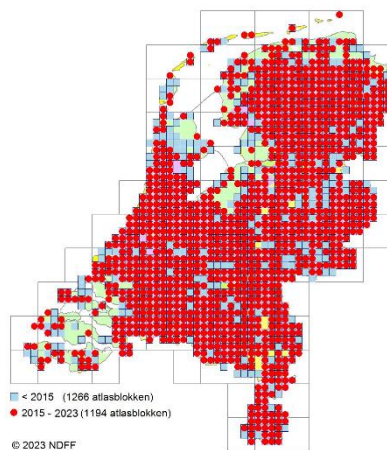 < 2015 (1266 atlasblokken)
2015 - 2023 (1194 atlasblokken)
© 2023 NDFF